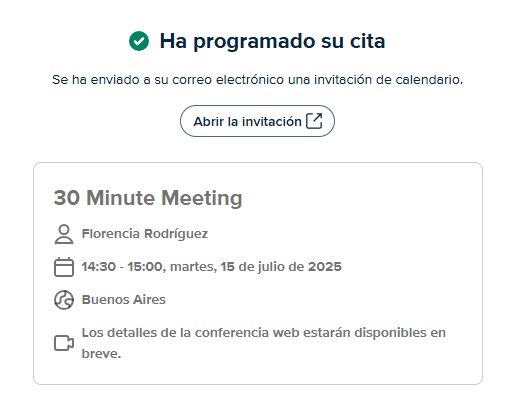 Ha programado su cita
Se ha enviado a su correo electrónico una invitación de calendario.
Abrir la invitación
30 Minute Meeting
Florencia Rodríguez
14:30 - 15:00, martes, 15 de julio de 2025
Buenos Aires
Los detalles de la conferencia web estarán disponibles en
breve.